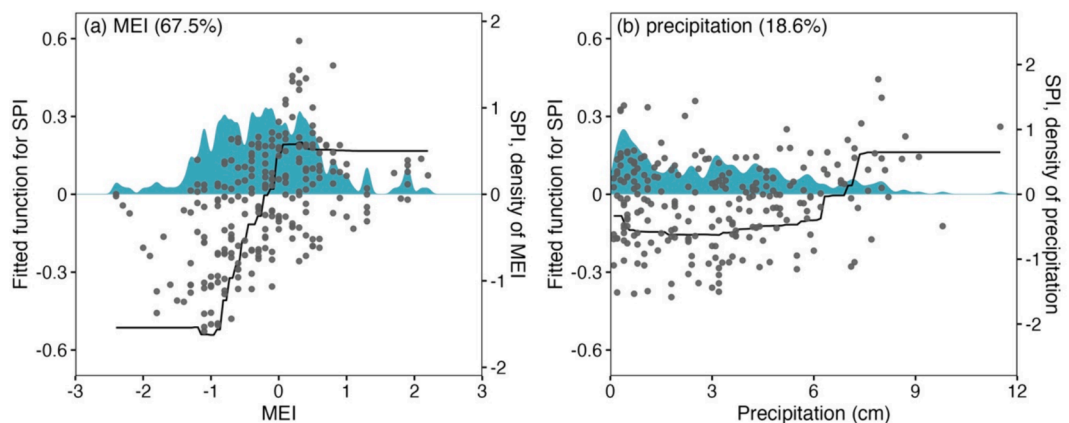 (a) MEI (67.5%)
Fitted function for SPI
0.6
0.3
0
-0.3
-0.6
2
1
0
-1
-2
SPI, density of MEI
-3 -2 -1 0 1 2 3
MEI
(b) precipitation (18.6%)
Fitted function for SPI
0.6
0.3
0
-0.3
-0.6
2
1
0
-1
-2
SPI, density of precipitation
0 3 6 9 12
Precipitation (cm)